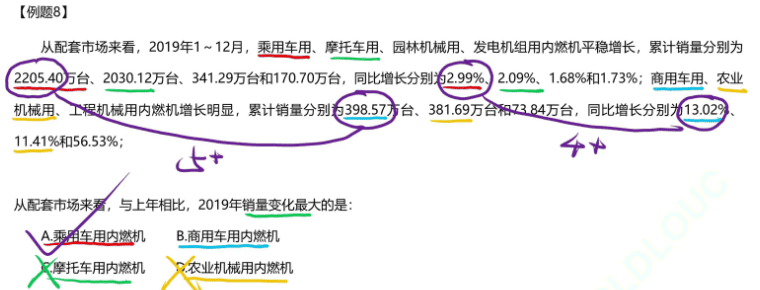 【例题8】
从配套市场来看，2019年1～12月，乘用车用、摩托车用、园林机械用、发电机组用内燃机平稳增长，累计销量分别为
2205.40万台、2030.12万台、341.29万台和170.70万台，同比增长分别为2.99%、2.09%、1.68%和1.73%；商用车用、农业
机械用、工程机械用内燃机增长明显，累计销量分别为398.57万台、381.69万台和73.84万台，同比增长分别为13.02%、
11.41%和56.53%；
5+ 4+
从配套市场来看，与上年相比，2019年销量变化最大的是：
A.乘用车用内燃机 B.商用车用内燃机
C.摩托车用内燃机 D.农业机械用内燃机